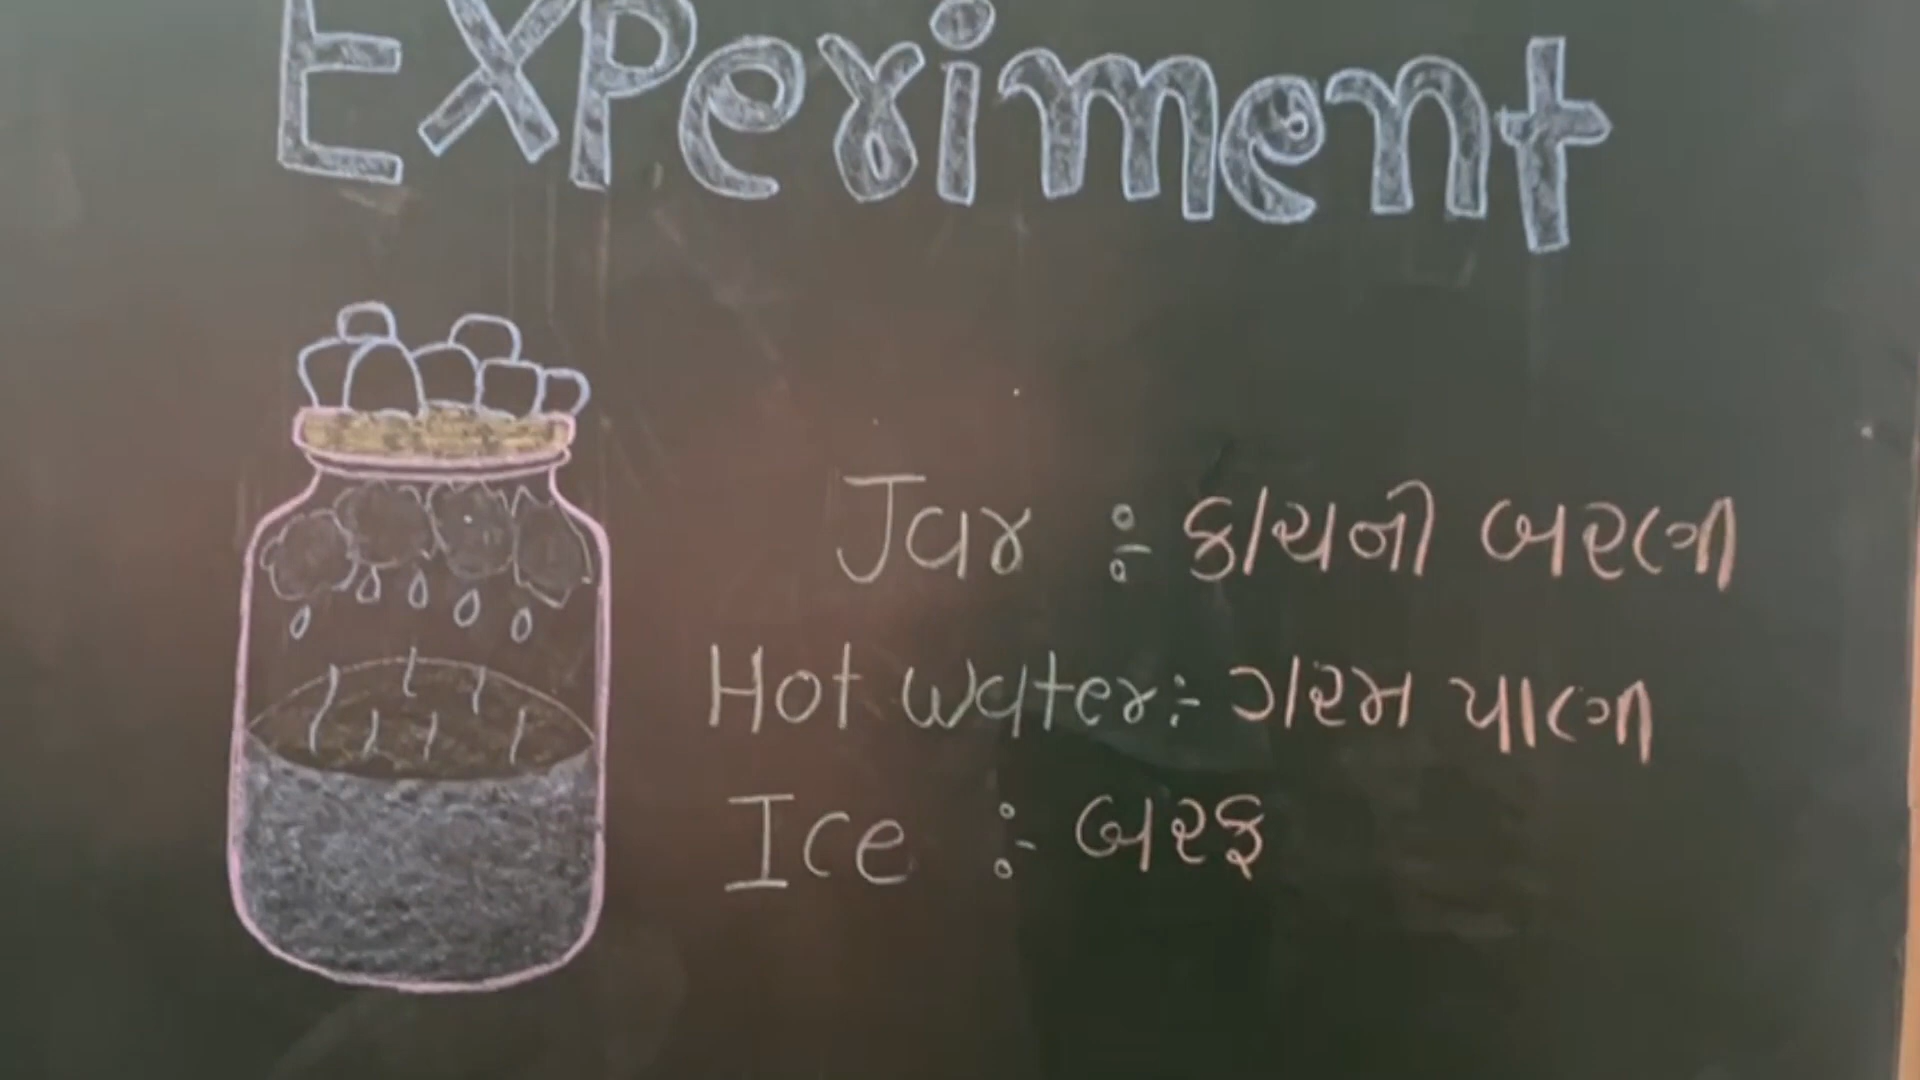 Experiment
Jar : કાચની બરણી
Hot water :- ગરમ પાણી
Ice :- બરફ